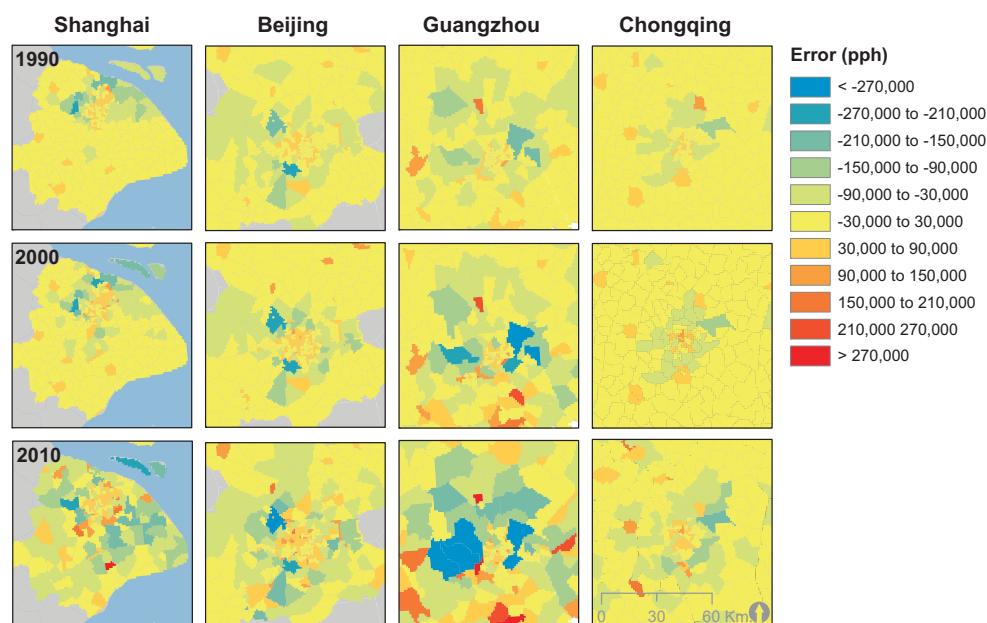 Shanghai Beijing Guangzhou Chongqing
1990
Error (pph)
< -270,000
-270,000 to -210,000
-210,000 to -150,000
-150,000 to -90,000
-90,000 to -30,000
-30,000 to 30,000
30,000 to 90,000
90,000 to 150,000
150,000 to 210,000
210,000 270,000
> 270,000
2000
2010
0 30 60 Km